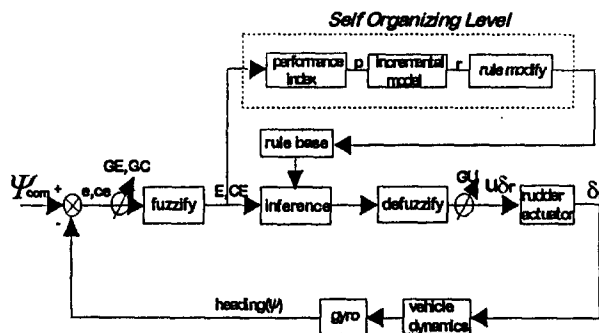 Self Organizing Level
performance index
p
incremental model
r
rule modify
rule base
Ψcom
+
-
e,ce
GE,GC
fuzzify
E,CE
inference
defuzzify
GU
Uδr
rudder actuator
δ
heading(ψ)
gyro
vehicle dynamics